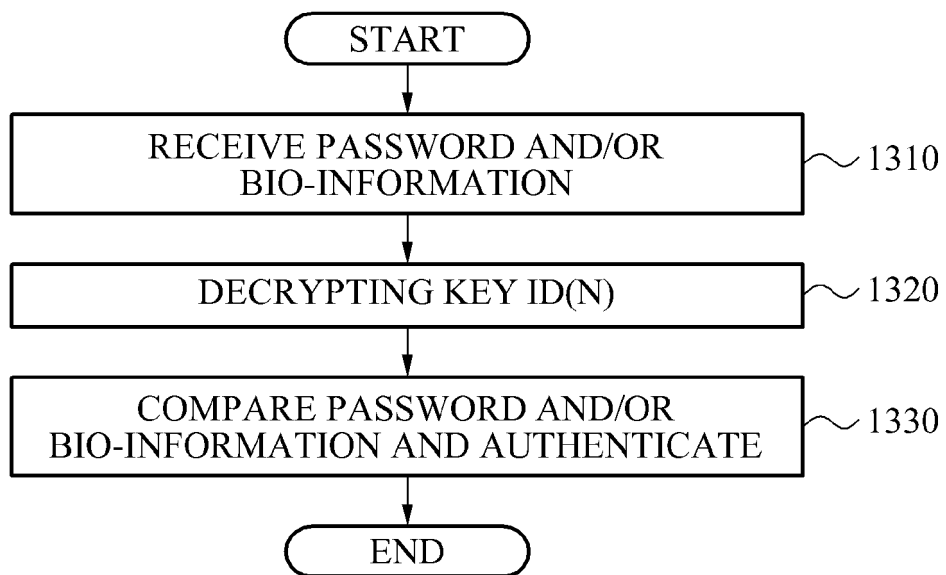 START
RECEIVE PASSWORD AND/OR
BIO-INFORMATION
1310
DECRYPTING KEY ID(N)
1320
COMPARE PASSWORD AND/OR
BIO-INFORMATION AND AUTHENTICATE
1330
END